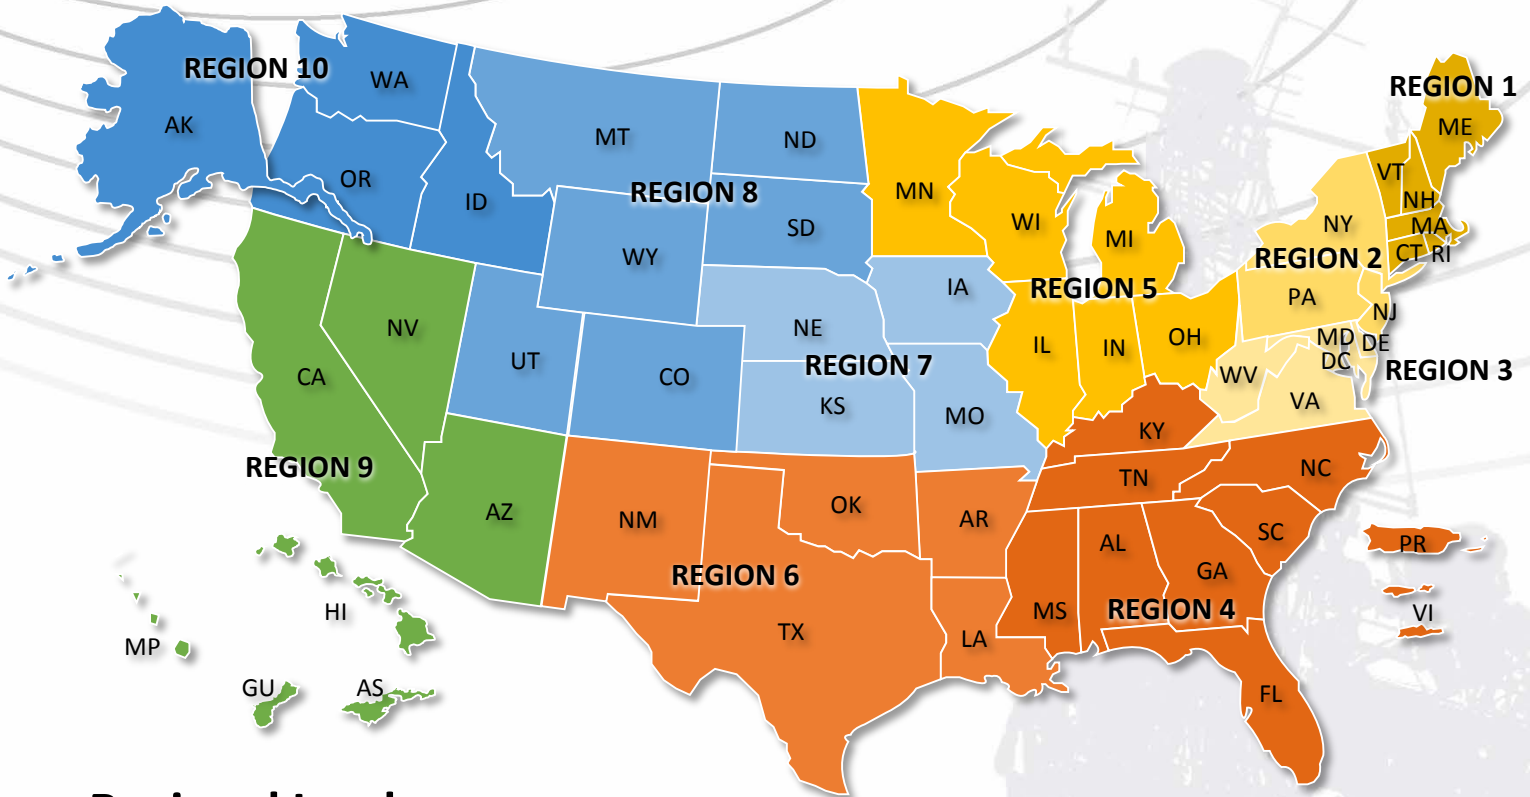 REGION 10
WA
AK
OR
ID
MT
ND
REGION 8
SD
WY
UT
CO
MN
WI
MI
REGION 5
IL
IN
OH
IA
NE
REGION 7
KS
MO
REGION 1
ME
VT
NH
MA
CT
RI
NY
REGION 2
PA
NJ
MD
DE
DC
REGION 3
WV
VA
NV
CA
REGION 9
AZ
HI
MP
GU
AS
NM
OK
AR
REGION 6
TX
LA
KY
TN
NC
SC
AL
GA
MS
REGION 4
FL
PR
VI